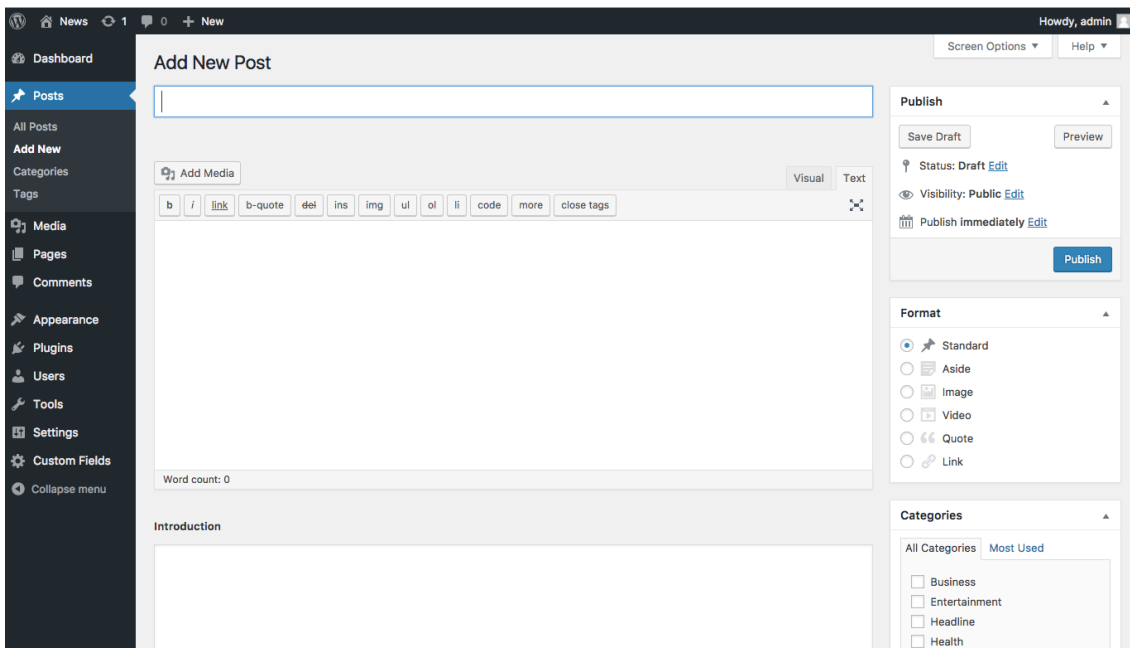 News 1 0 + New
Howdy, admin
Screen Options ▼ Help ▼
Dashboard
Posts
All Posts
Add New
Categories
Tags
Media
Pages
Comments
Appearance
Plugins
Users
Tools
Settings
Custom Fields
Collapse menu
Add New Post
Add Media
Visual Text
b i link b-quote del ins img ul ol li code more close tags
Word count: 0
Introduction
Publish
Save Draft Preview
Status: Draft Edit
Visibility: Public Edit
Publish immediately Edit
Publish
Format
Standard
Aside
Image
Video
Quote
Link
Categories
All Categories Most Used
Business
Entertainment
Headline
Health